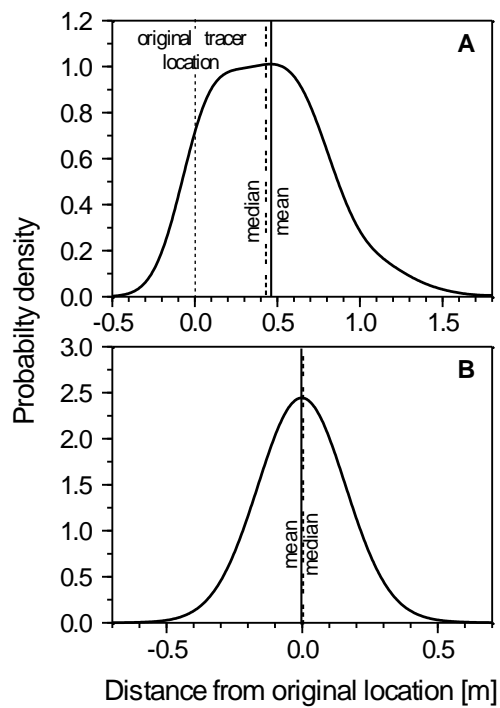 1.2
original tracer
location
A
1.0
0.8
0.6
0.4
0.2
0.0
median
mean
-0.5
0.0
0.5
1.0
1.5
Probabilty density
3.0
B
2.5
2.0
1.5
1.0
0.5
0.0
mean
median
-0.5
0.0
0.5
Distance from original location [m]